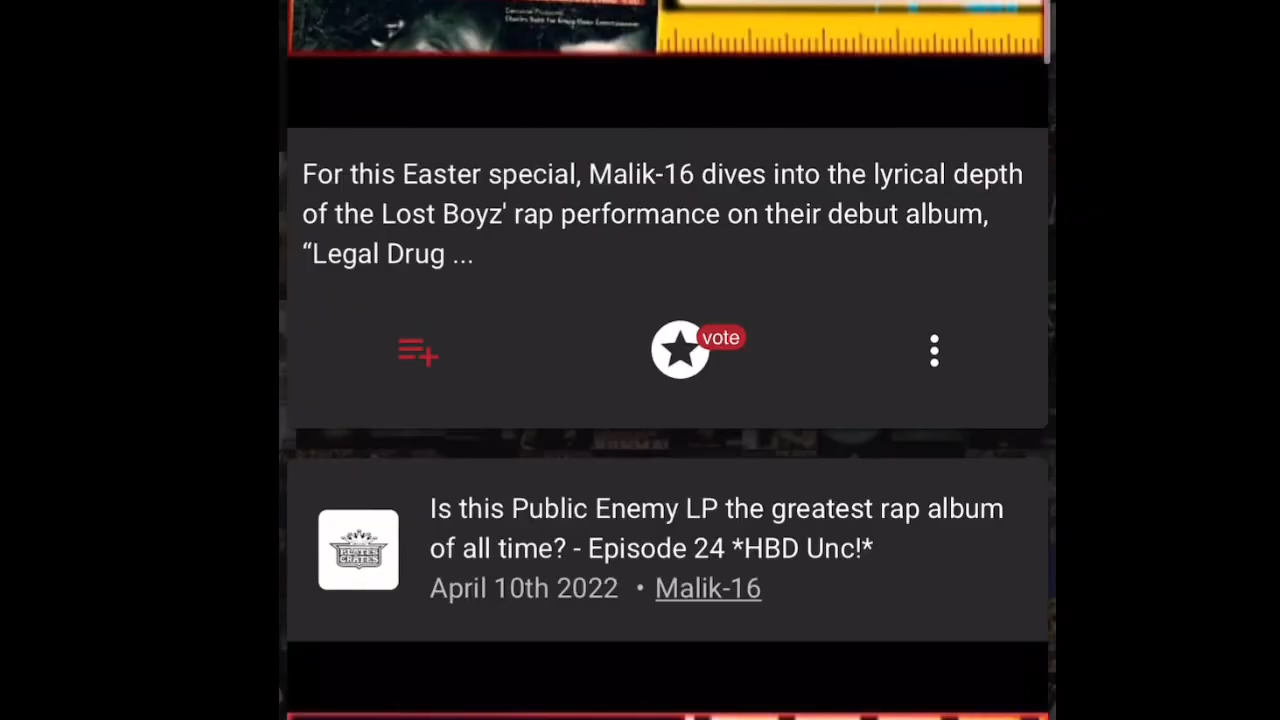 For this Easter special, Malik-16 dives into the lyrical depth
of the Lost Boyz' rap performance on their debut album,
“Legal Drug ...
vote
Is this Public Enemy LP the greatest rap album
of all time? - Episode 24 *HBD Unc!*
April 10th 2022 • Malik-16
CRATES